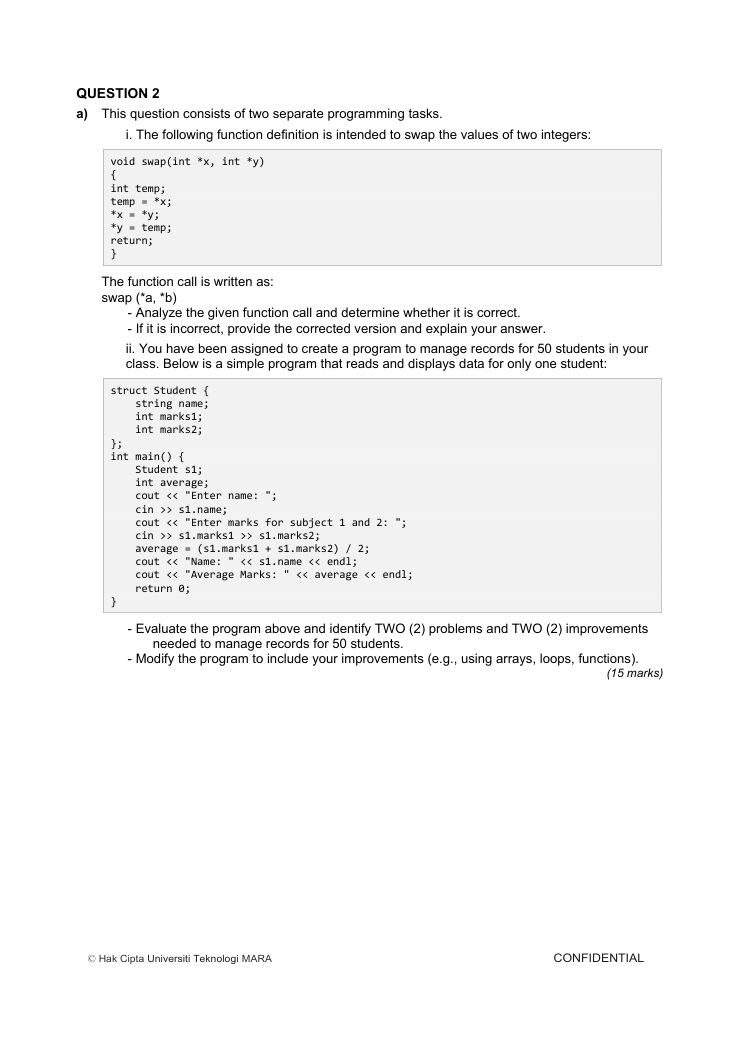 QUESTION 2
a) This question consists of two separate programming tasks.
i. The following function definition is intended to swap the values of two integers:
void swap(int *x, int *y)
{
int temp;
temp = *x;
*x = *y;
*y = temp;
return;
}
The function call is written as:
swap (*a, *b)
- Analyze the given function call and determine whether it is correct.
- If it is incorrect, provide the corrected version and explain your answer.
ii. You have been assigned to create a program to manage records for 50 students in your
class. Below is a simple program that reads and displays data for only one student:
struct Student {
    string name;
    int marks1;
    int marks2;
};
int main() {
    Student s1;
    int average;
    cout << "Enter name: ";
    cin >> s1.name;
    cout << "Enter marks for subject 1 and 2: ";
    cin >> s1.marks1 >> s1.marks2;
    average = (s1.marks1 + s1.marks2) / 2;
    cout << "Name: " << s1.name << endl;
    cout << "Average Marks: " << average << endl;
    return 0;
}
- Evaluate the program above and identify TWO (2) problems and TWO (2) improvements
needed to manage records for 50 students.
- Modify the program to include your improvements (e.g., using arrays, loops, functions).
(15 marks)
© Hak Cipta Universiti Teknologi MARA CONFIDENTIAL